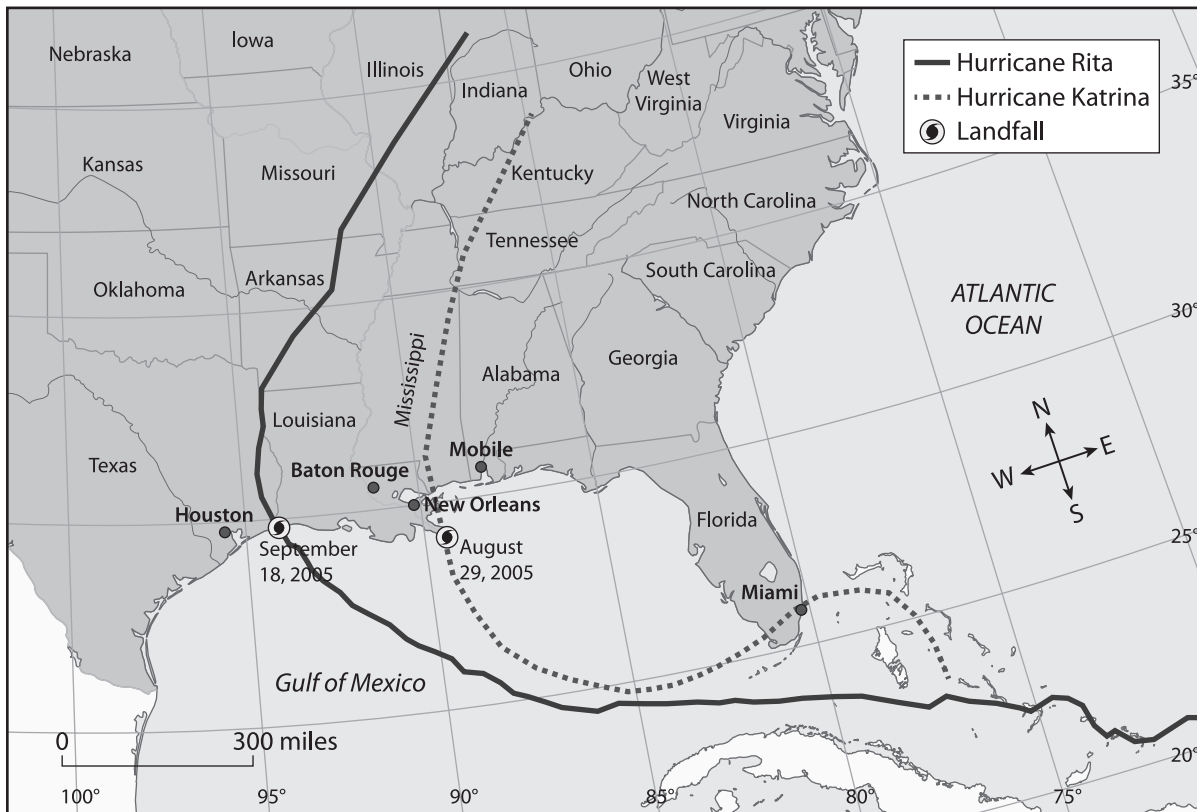 Nebraska
Iowa
Illinois
Indiana
Ohio
West
Virginia
Virginia
Kansas
Missouri
Kentucky
North Carolina
Tennessee
South Carolina
Oklahoma
Arkansas
Mississippi
Alabama
Georgia
Texas
Louisiana
Baton Rouge
Mobile
New Orleans
Houston
September
18, 2005
August
29, 2005
Florida
Miami
Gulf of Mexico
ATLANTIC
OCEAN
Hurricane Rita
Hurricane Katrina
Landfall
N
E
W
S
35°
30°
25°
20°
0 300 miles
100° 95° 90° 85° 80° 75°